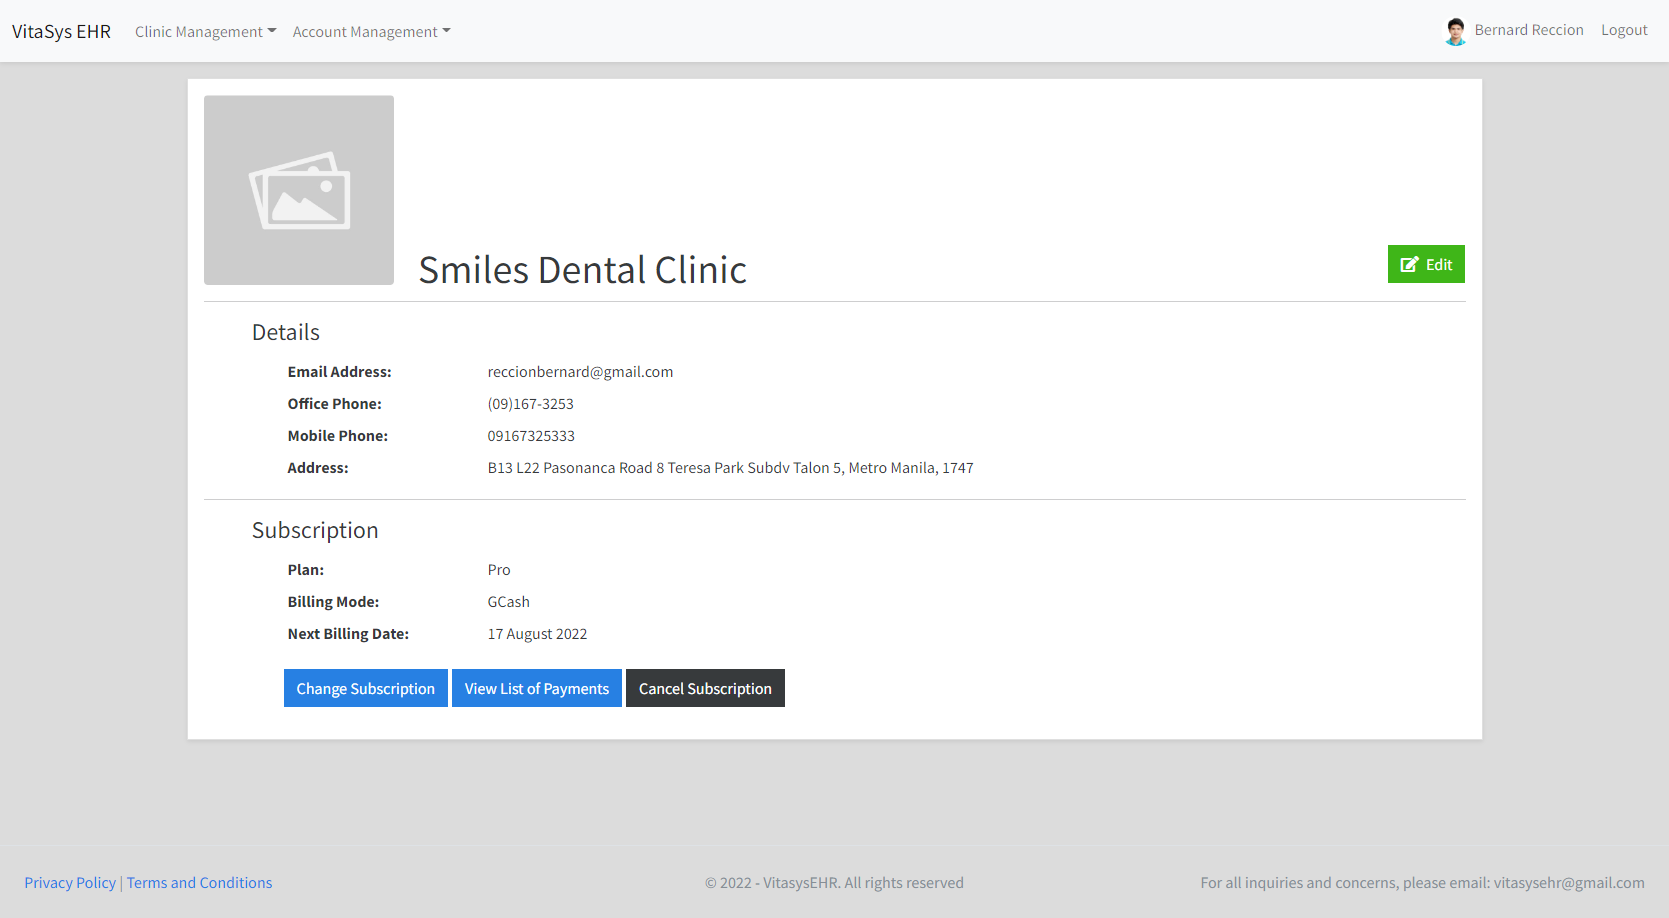 VitaSys EHR Clinic Management Account Management Bernard Reccion Logout
Smiles Dental Clinic
Edit
Details
Email Address: reccionbernard@gmail.com
Office Phone: (09)167-3253
Mobile Phone: 09167325333
Address: B13 L22 Pasonanca Road 8 Teresa Park Subdv Talon 5, Metro Manila, 1747
Subscription
Plan: Pro
Billing Mode: GCash
Next Billing Date: 17 August 2022
Change Subscription View List of Payments Cancel Subscription
Privacy Policy | Terms and Conditions © 2022 - VitasysEHR. All rights reserved For all inquiries and concerns, please email: vitasysehr@gmail.com